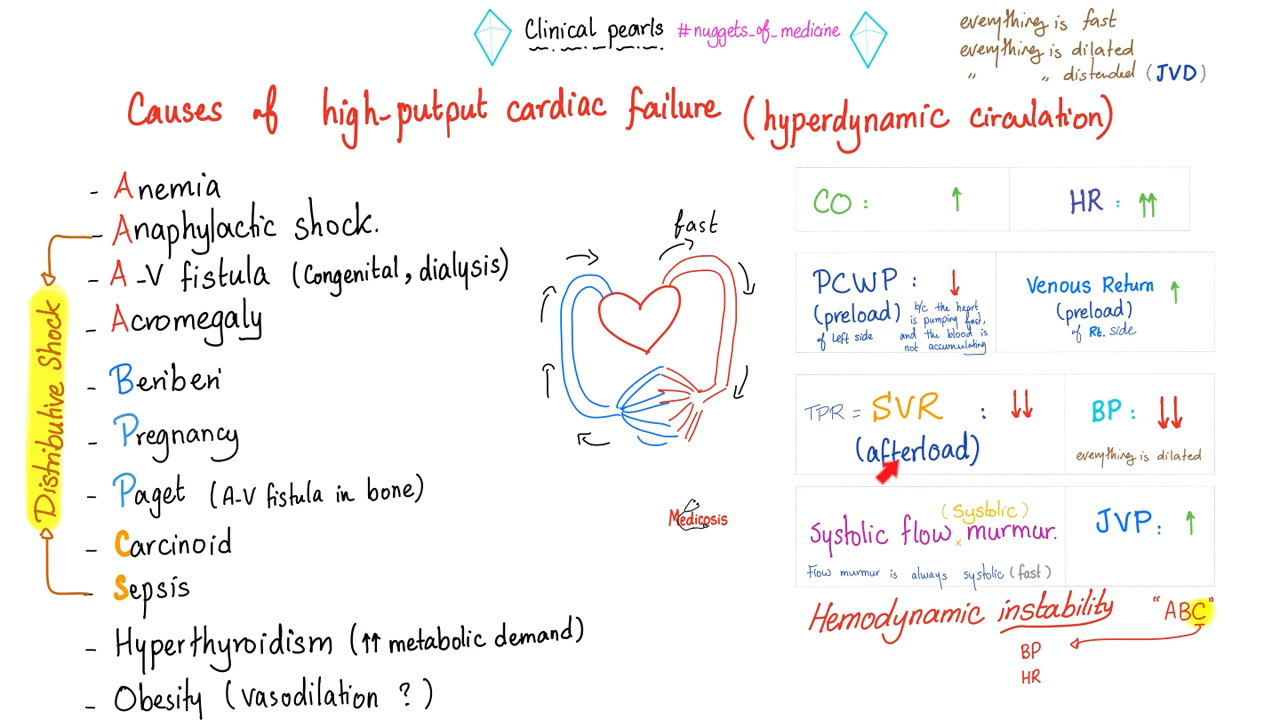 Clinical pearls #nuggets_of_medicine
everything is fast
everything is dilated
" " distended (JVD)
Causes of high-putput cardiac failure (hyperdynamic circulation)
- Anemia
- Anaphylactic shock.
- A-V fistula (Congenital, dialysis)
- Acromegaly
- Beriberi
- Pregnancy
- Paget (A-V fistula in bone)
- Carcinoid
- Sepsis
- Hyperthyroidism (↑↑ metabolic demand)
- Obesity (vasodilation ?)
Distributive Shock
fast
Medicosis
CO : ↑
HR : ↑↑
PCWP : ↓
(preload)
of Left side
b/c the heart
is pumping fast,
and the blood is
not accumulating
Venous Return ↑
(preload)
of Rt. side
TPR = SVR : ↓↓
(afterload)
BP : ↓↓
everything is dilated
(Systolic)
Systolic flow x murmur.
Flow murmur is always systolic (fast)
JVP : ↑
Hemodynamic instability "ABC"
BP
HR